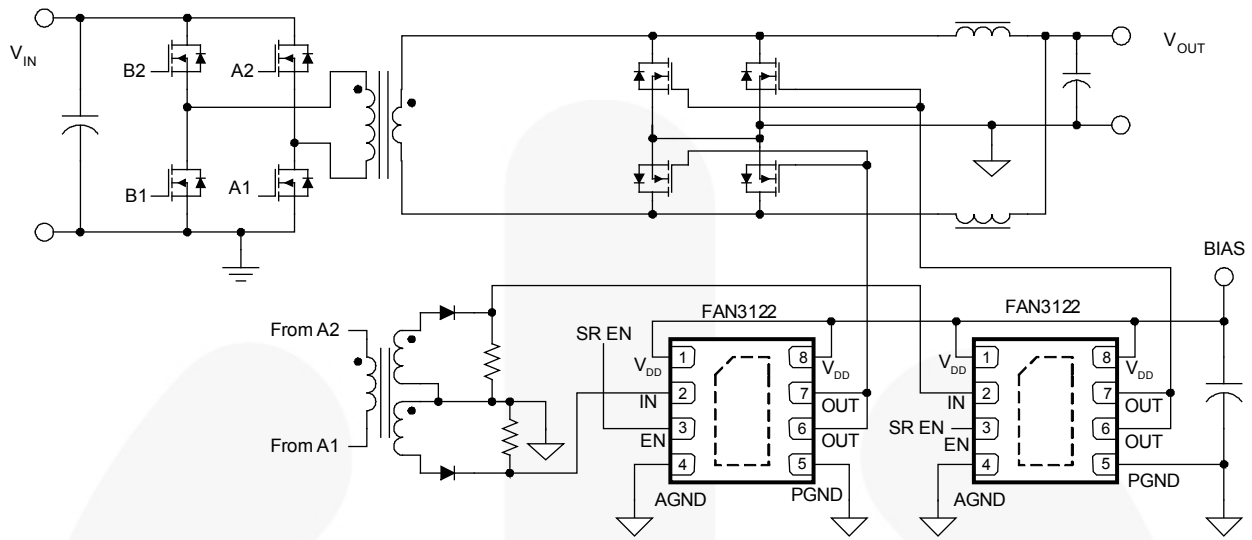 VIN
B2
A2
B1
A1
VOUT
BIAS
From A2
From A1
SR EN
FAN3122
1
VDD
8
VDD
2
IN
7
OUT
3
EN
6
OUT
4
AGND
5
PGND
FAN3122
1
VDD
8
VDD
2
IN
7
OUT
SR EN
3
EN
6
OUT
4
AGND
5
PGND